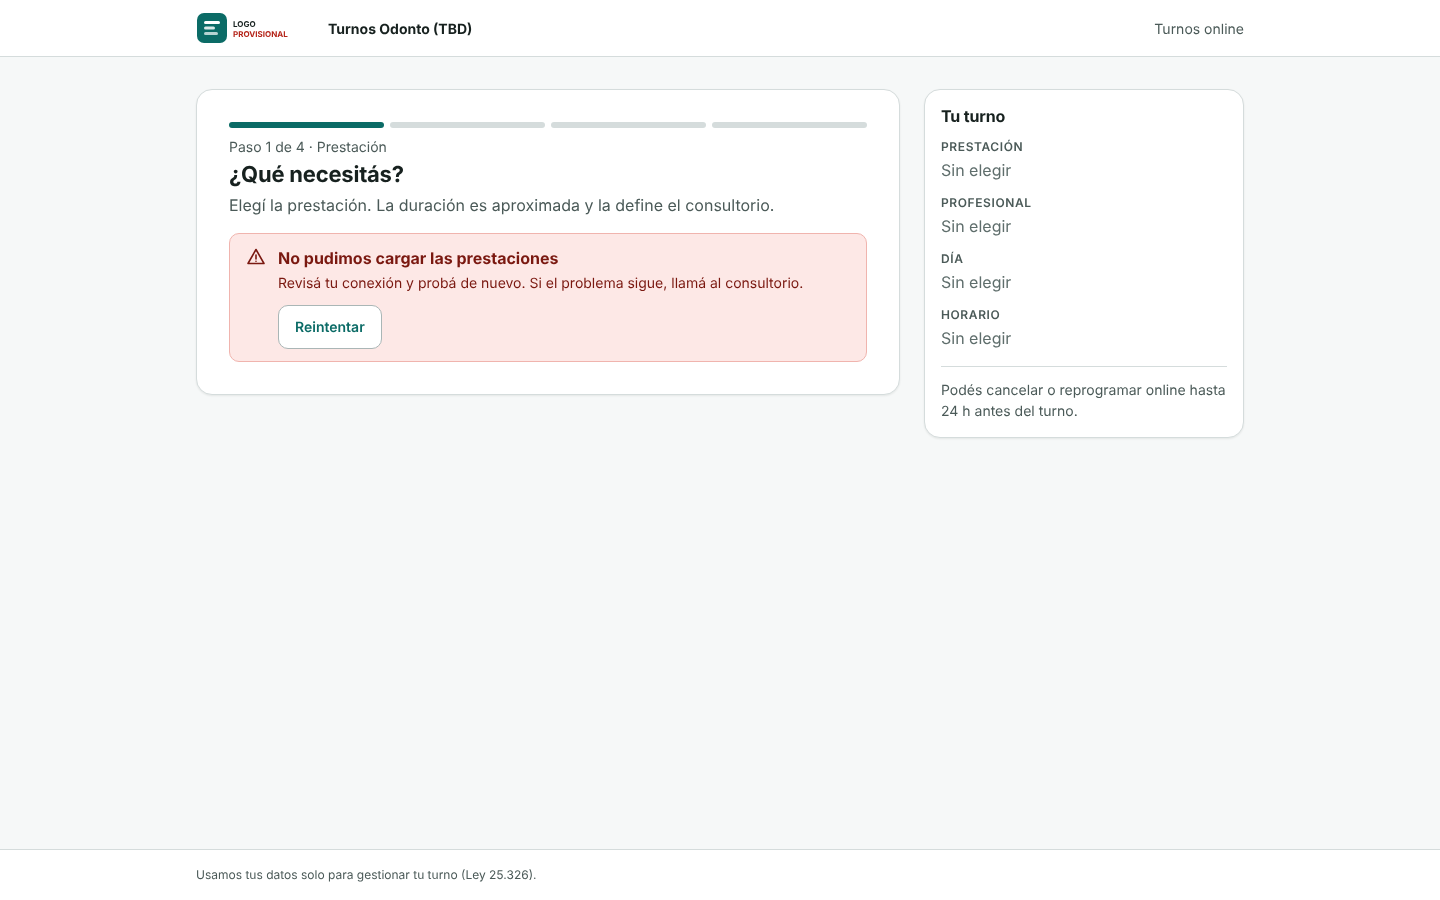 LOGO
PROVISIONAL
Turnos Odonto (TBD)
Turnos online
Paso 1 de 4 · Prestación
¿Qué necesitás?
Elegí la prestación. La duración es aproximada y la define el consultorio.
No pudimos cargar las prestaciones
Revisá tu conexión y probá de nuevo. Si el problema sigue, llamá al consultorio.
Reintentar
Tu turno
PRESTACIÓN
Sin elegir
PROFESIONAL
Sin elegir
DÍA
Sin elegir
HORARIO
Sin elegir
Podés cancelar o reprogramar online hasta
24 h antes del turno.
Usamos tus datos solo para gestionar tu turno (Ley 25.326).